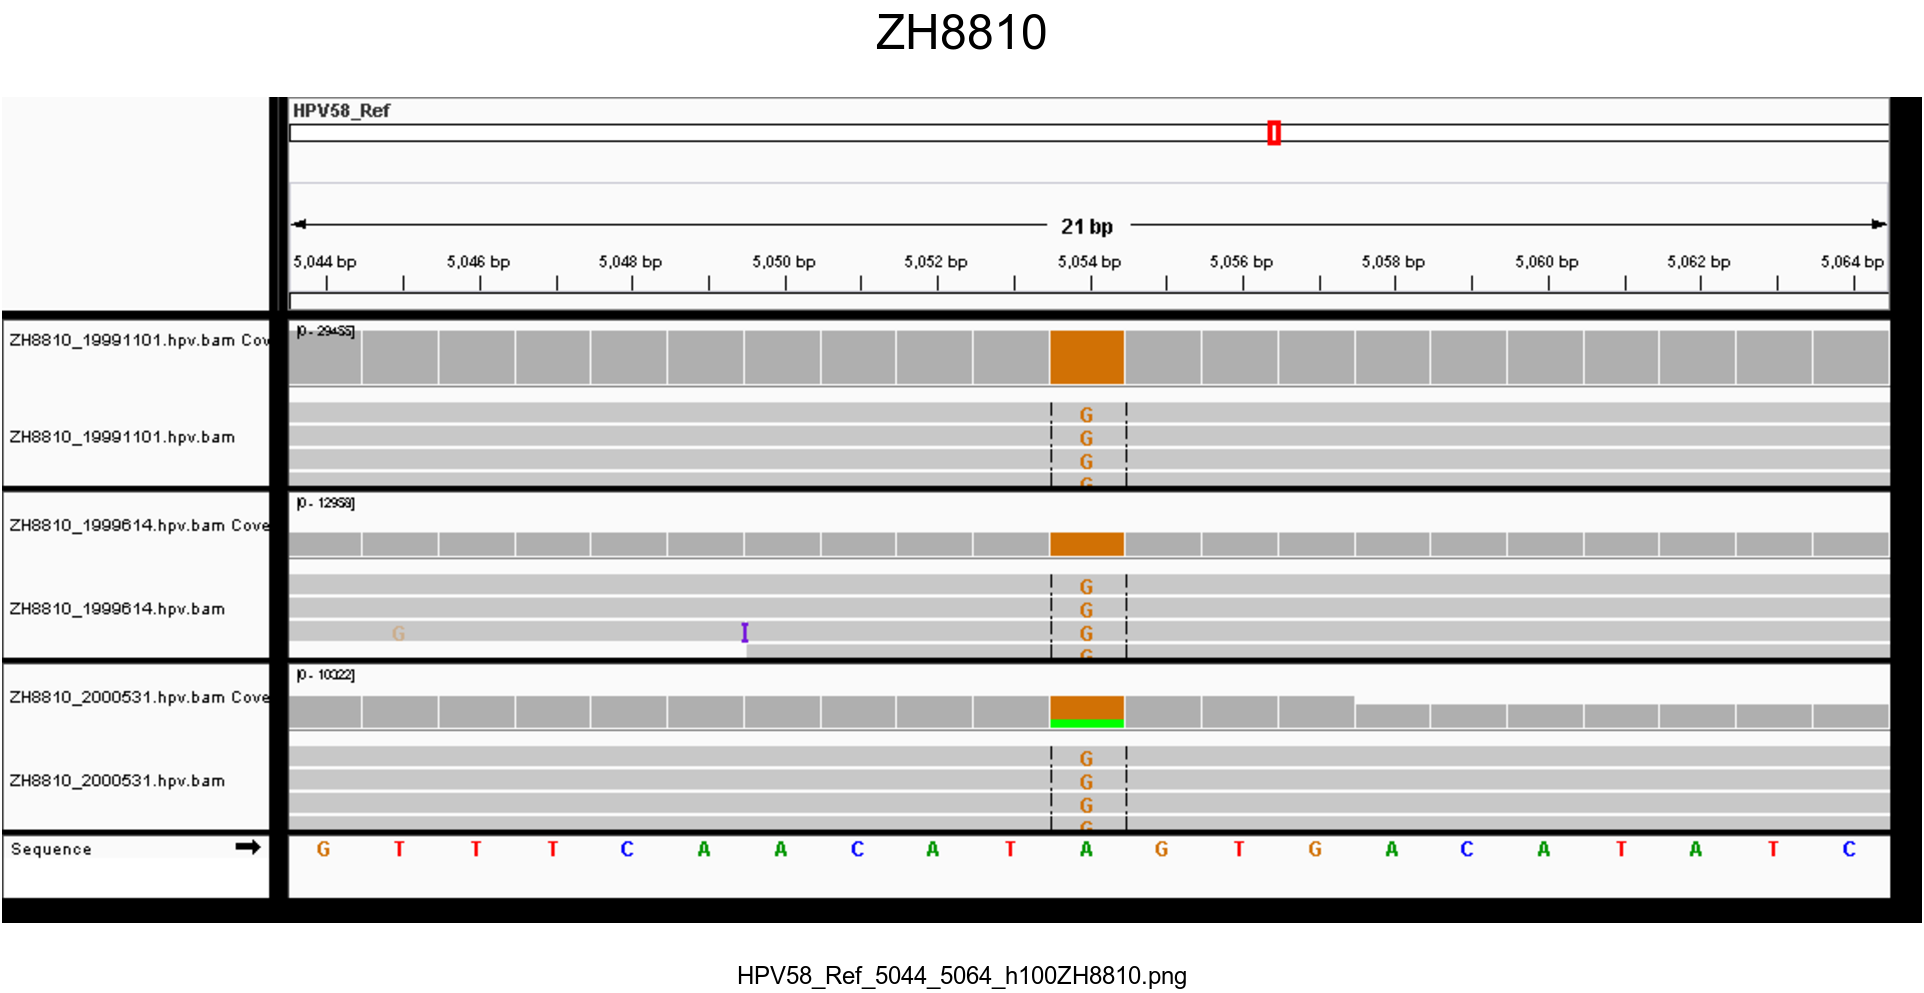 ZH8810
HPV58_Ref
21 bp
5,044 bp 5,046 bp 5,048 bp 5,050 bp 5,052 bp 5,054 bp 5,056 bp 5,058 bp 5,060 bp 5,062 bp 5,064 bp
[0 - 29455]
ZH8810_19991101.hpv.bam Cov
G
ZH8810_19991101.hpv.bam
G
G
G
[0 - 12958]
ZH8810_1999614.hpv.bam Cove
G
ZH8810_1999614.hpv.bam
G
G I G
G
[0 - 10022]
ZH8810_2000531.hpv.bam Cove
G
ZH8810_2000531.hpv.bam
G
G
G
Sequence G T T T C A A C A T A G T G A C A T A T C
HPV58_Ref_5044_5064_h100ZH8810.png